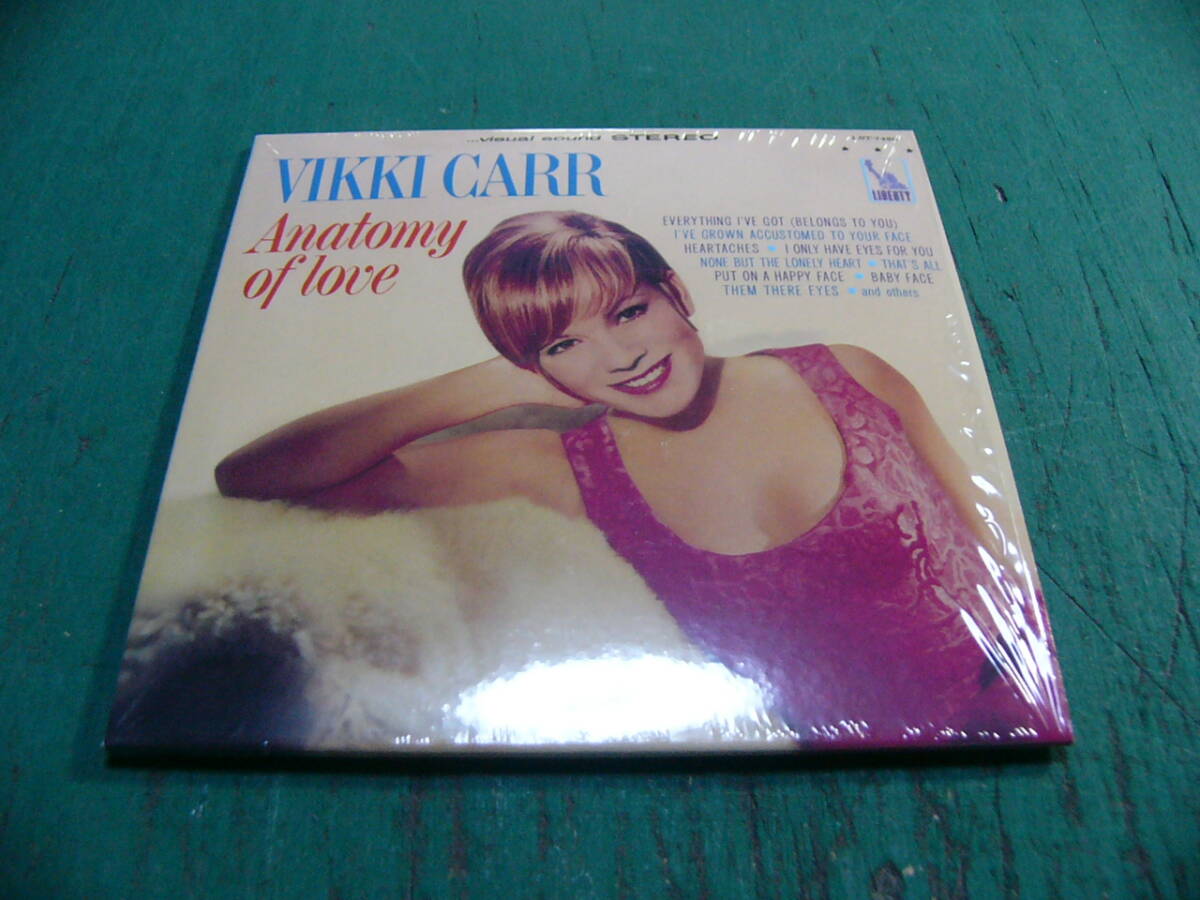 ...visual sound STEREO
VIKKI CARR
Anatomy
of love
LIBERTY
EVERYTHING I'VE GOT (BELONGS TO YOU)
I'VE GROWN ACCUSTOMED TO YOUR FACE
HEARTACHES • I ONLY HAVE EYES FOR YOU
NONE BUT THE LONELY HEART • THAT'S ALL
PUT ON A HAPPY FACE • BABY FACE
THEM THERE EYES • and others